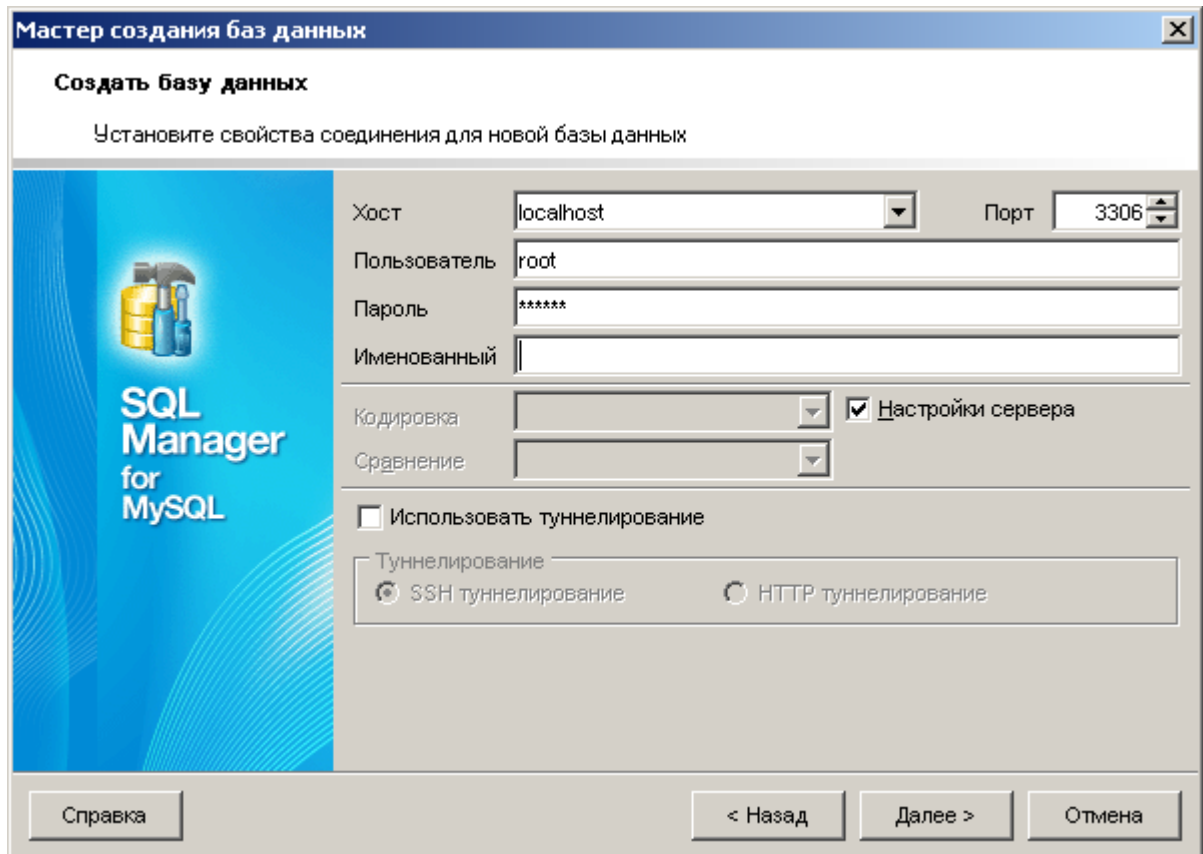 Мастер создания баз данных
Создать базу данных
Установите свойства соединения для новой базы данных
Хост localhost Порт 3306
Пользователь root
Пароль ******
Именованный
Кодировка Настройки сервера
Сравнение
SQL
Manager
for
MySQL
Использовать туннелирование
Туннелирование
SSH туннелирование HTTP туннелирование
Справка < Назад Далее > Отмена